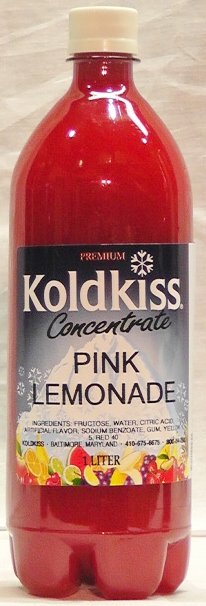 PREMIUM
Koldkiss®
Concentrate
PINK
LEMONADE
INGREDIENTS: FRUCTOSE, WATER, CITRIC ACID,
ARTIFICIAL FLAVOR, SODIUM BENZOATE, GUM, YELLOW
5, RED 40
KOLDKISS · BALTIMORE, MARYLAND · 410-675-6675 ·
1 LITER